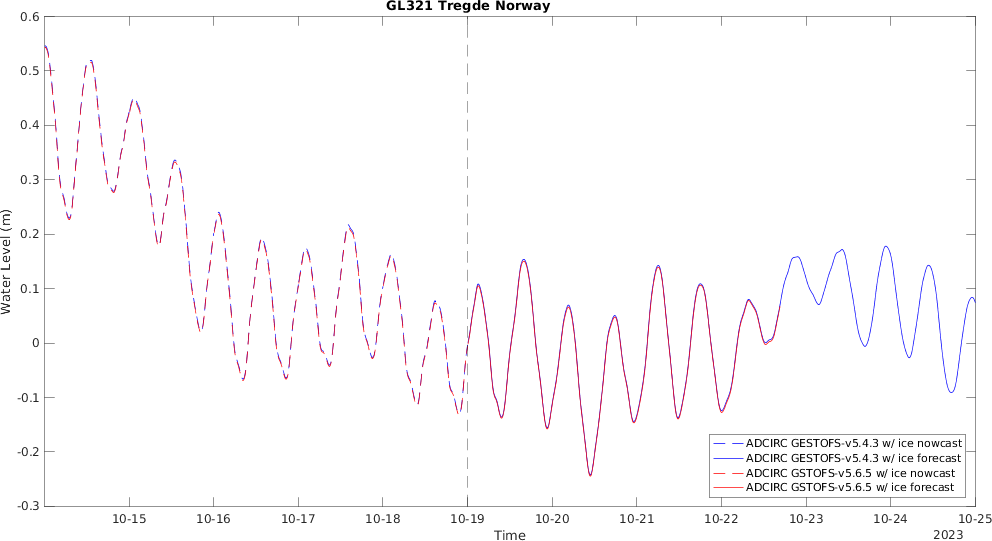 GL321 Tregde Norway
0.6
0.5
0.4
0.3
0.2
0.1
0
-0.1
-0.2
-0.3
Water Level (m)
10-15 10-16 10-17 10-18 10-19 10-20 10-21 10-22 10-23 10-24 10-25
Time
2023
ADCIRC GESTOFS-v5.4.3 w/ ice nowcast
ADCIRC GESTOFS-v5.4.3 w/ ice forecast
ADCIRC GSTOFS-v5.6.5 w/ ice nowcast
ADCIRC GSTOFS-v5.6.5 w/ ice forecast